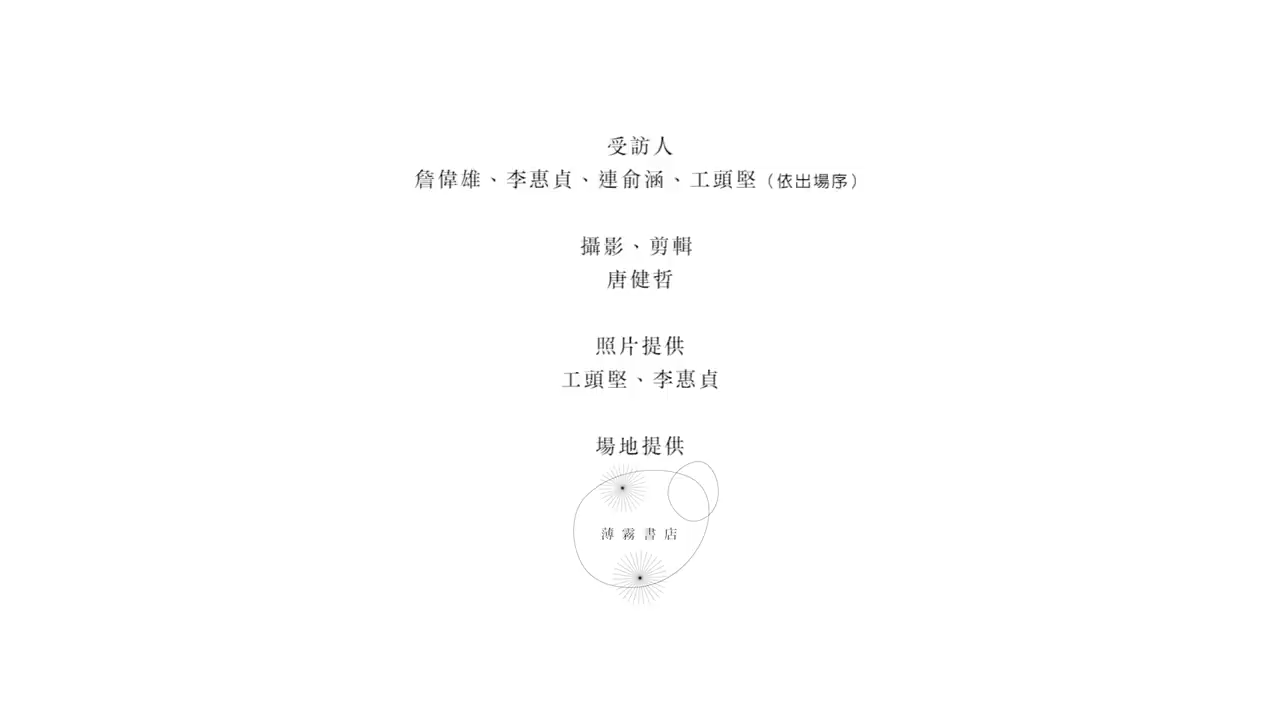 受訪人
詹偉雄、李惠貞、連俞涵、工頭堅（依出場序）
攝影、剪輯
唐健哲
照片提供
工頭堅、李惠貞
場地提供
薄霧書店